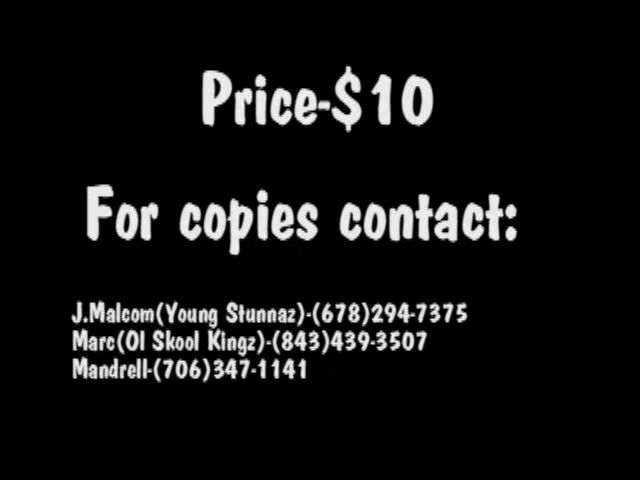 Price-$10
For copies contact:
J.Malcom(Young Stunnaz)-(678)294-7375
Marc(Ol Skool Kingz)-(843)439-3507
Mandrell-(706)347-1141